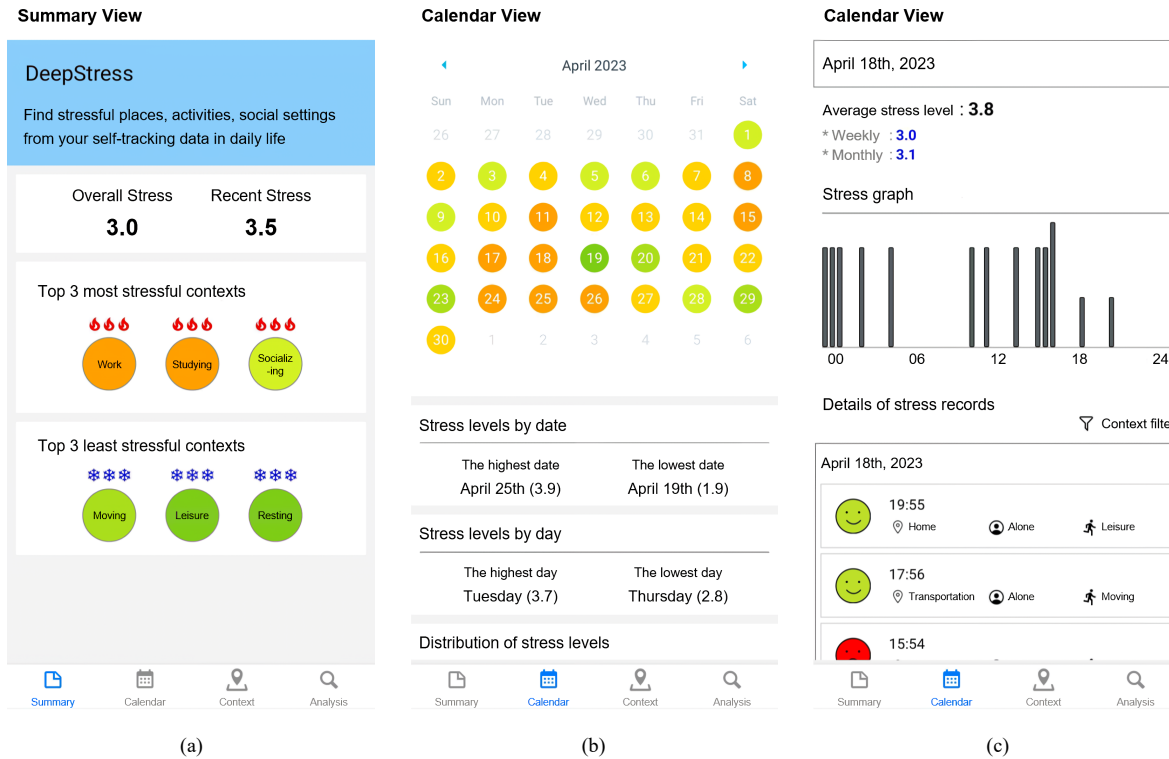 Summary View
DeepStress
Find stressful places, activities, social settings
from your self-tracking data in daily life
Overall Stress Recent Stress
3.0 3.5
Top 3 most stressful contexts
Work Studying Socializ
-ing
Top 3 least stressful contexts
Moving Leisure Resting
Summary Calendar Context Analysis
(a)
Calendar View
April 2023
Sun Mon Tue Wed Thu Fri Sat
26 27 28 29 30 31 1
2 3 4 5 6 7 8
9 10 11 12 13 14 15
16 17 18 19 20 21 22
23 24 25 26 27 28 29
30 1 2 3 4 5 6
Stress levels by date
The highest date The lowest date
April 25th (3.9) April 19th (1.9)
Stress levels by day
The highest day The lowest day
Tuesday (3.7) Thursday (2.8)
Distribution of stress levels
Summary Calendar Context Analysis
(b)
Calendar View
April 18th, 2023
Average stress level : 3.8
* Weekly : 3.0
* Monthly : 3.1
Stress graph
00 06 12 18 24
Details of stress records
Context filte
April 18th, 2023
19:55
Home Alone Leisure
17:56
Transportation Alone Moving
15:54
Summary Calendar Context Analysis
(c)